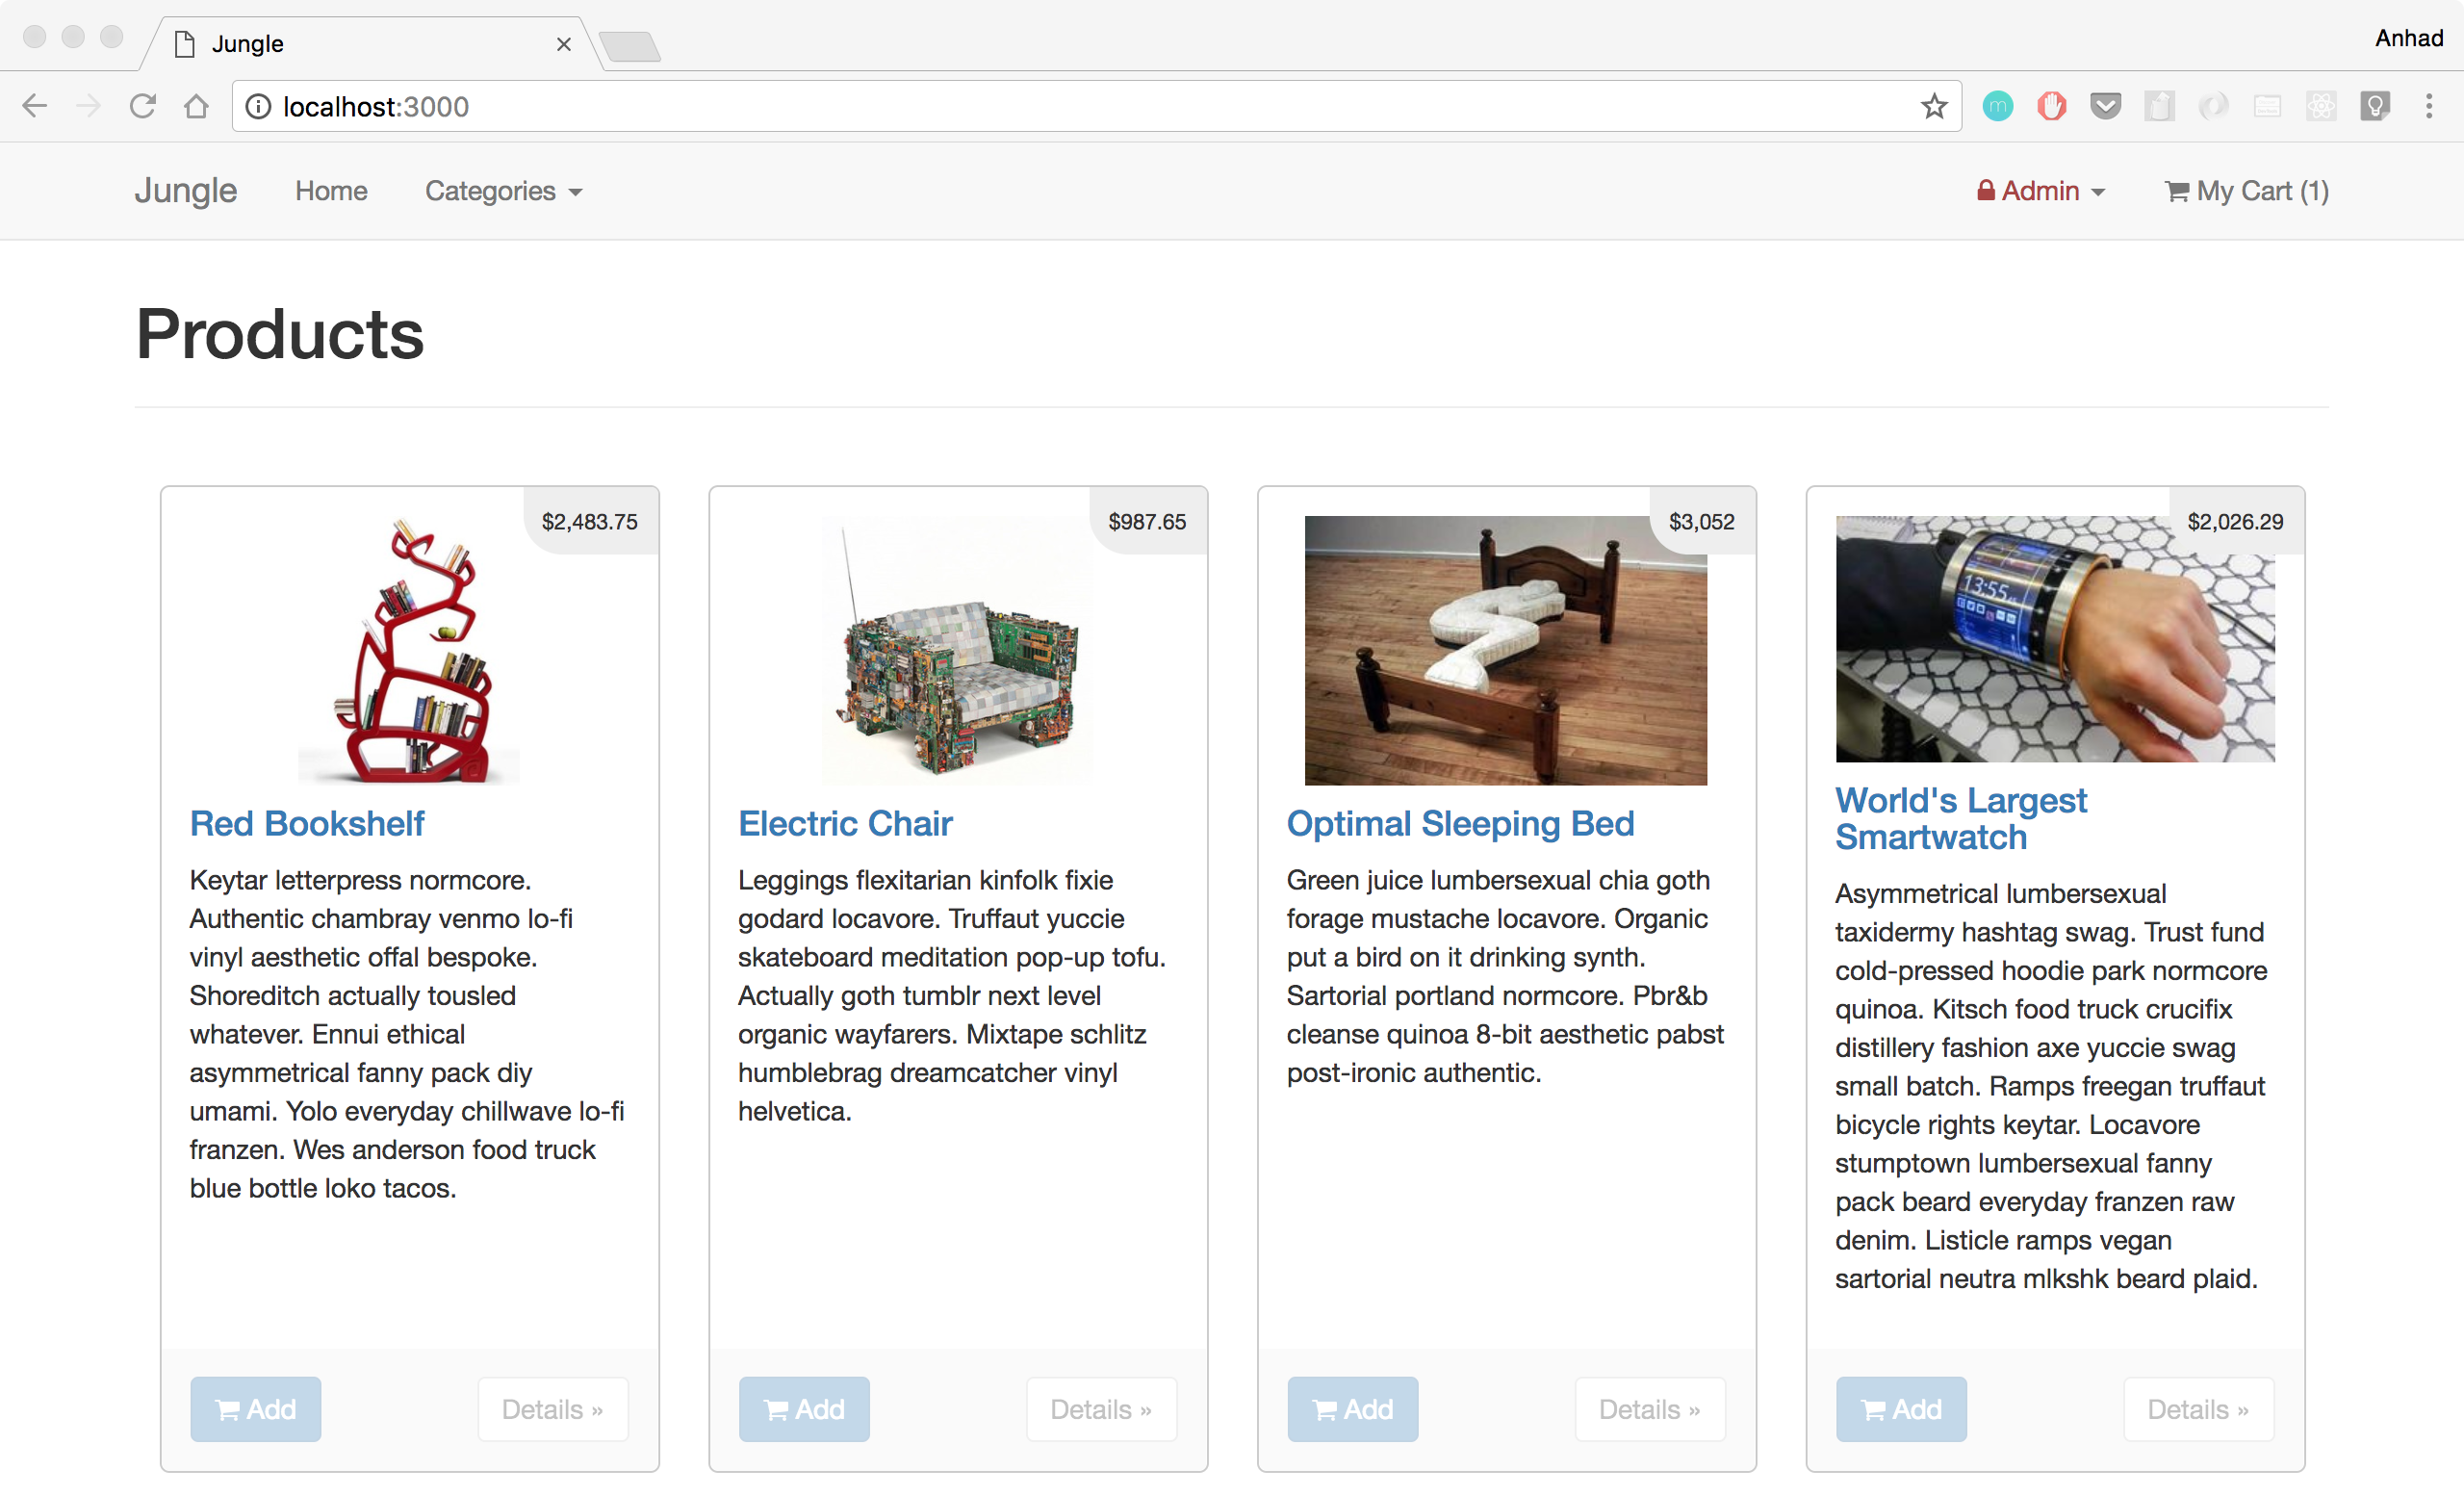 Jungle
Anhad
localhost:3000
Jungle Home Categories Admin My Cart (1)
Products
$2,483.75
Red Bookshelf
Keytar letterpress normcore.
Authentic chambray venmo lo-fi
vinyl aesthetic offal bespoke.
Shoreditch actually tousled
whatever. Ennui ethical
asymmetrical fanny pack diy
umami. Yolo everyday chillwave lo-fi
franzen. Wes anderson food truck
blue bottle loko tacos.
Add Details »
$987.65
Electric Chair
Leggings flexitarian kinfolk fixie
godard locavore. Truffaut yuccie
skateboard meditation pop-up tofu.
Actually goth tumblr next level
organic wayfarers. Mixtape schlitz
humblebrag dreamcatcher vinyl
helvetica.
Add Details »
$3,052
Optimal Sleeping Bed
Green juice lumbersexual chia goth
forage mustache locavore. Organic
put a bird on it drinking synth.
Sartorial portland normcore. Pbr&b
cleanse quinoa 8-bit aesthetic pabst
post-ironic authentic.
Add Details »
$2,026.29
13:55
World's Largest
Smartwatch
Asymmetrical lumbersexual
taxidermy hashtag swag. Trust fund
cold-pressed hoodie park normcore
quinoa. Kitsch food truck crucifix
distillery fashion axe yuccie swag
small batch. Ramps freegan truffaut
bicycle rights keytar. Locavore
stumptown lumbersexual fanny
pack beard everyday franzen raw
denim. Listicle ramps vegan
sartorial neutra mlkshk beard plaid.
Add Details »